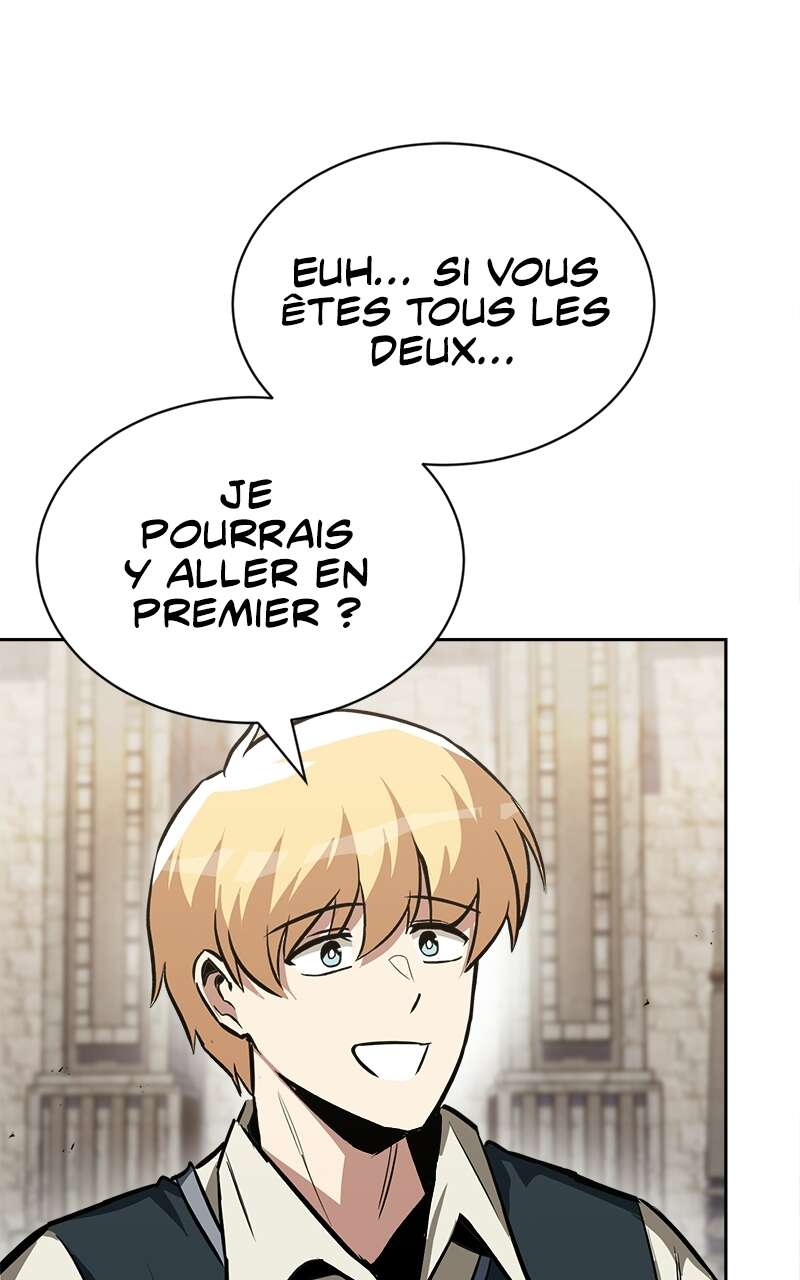 EUH... SI VOUS
ÊTES TOUS LES
DEUX...
JE
POURRAIS
Y ALLER EN
PREMIER ?